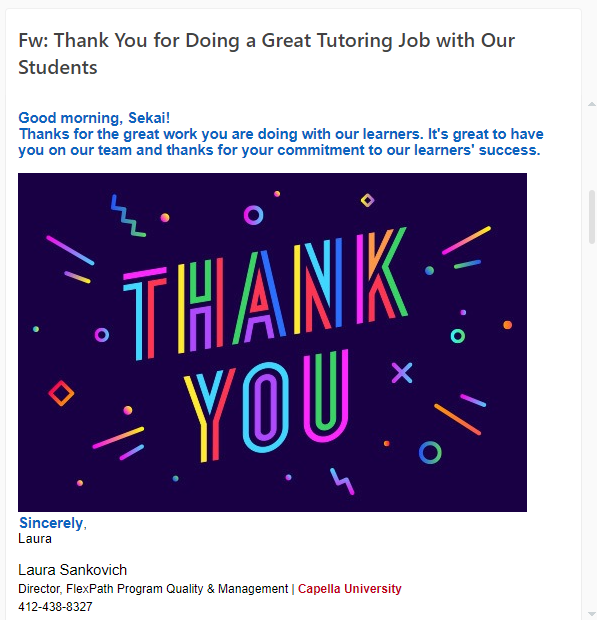 Fw: Thank You for Doing a Great Tutoring Job with Our
Students
Good morning, Sekai!
Thanks for the great work you are doing with our learners. It's great to have
you on our team and thanks for your commitment to our learners' success.
THANK
YOU
Sincerely,
Laura
Laura Sankovich
Director, FlexPath Program Quality & Management | Capella University
412-438-8327